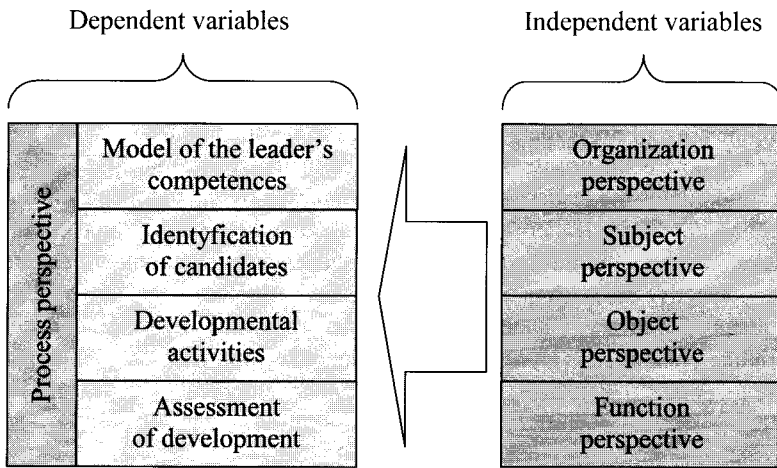 Dependent variables
Independent variables
Process perspective
Model of the leader's
competences
Identyfication
of candidates
Developmental
activities
Assessment
of development
Organization
perspective
Subject
perspective
Object
perspective
Function
perspective